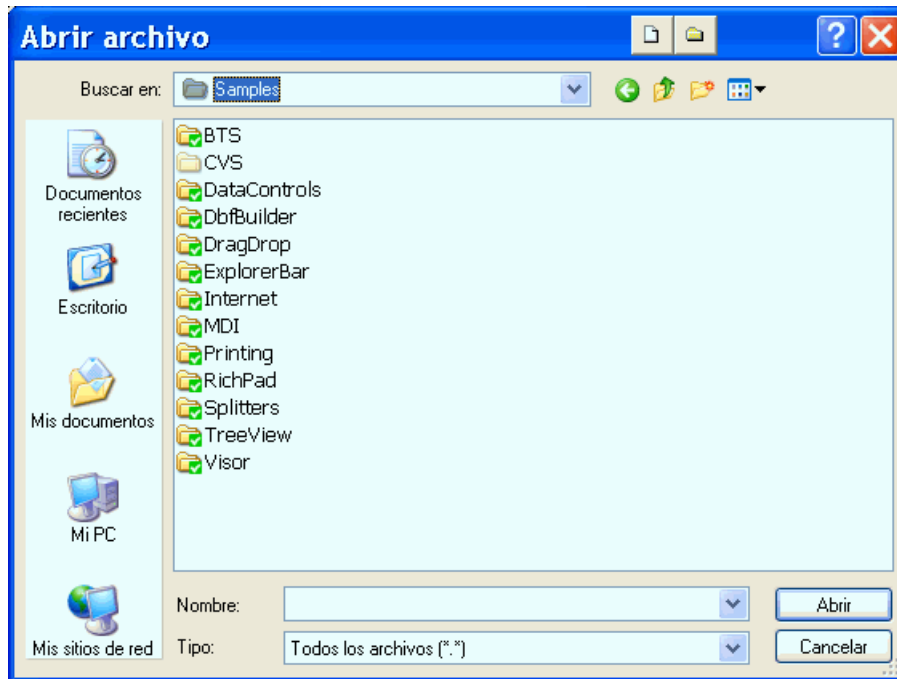 Abrir archivo
Buscar en: Samples
BTS
CVS
DataControls
DbfBuilder
DragDrop
ExplorerBar
Internet
MDI
Printing
RichPad
Splitters
TreeView
Visor
Documentos
recientes
Escritorio
Mis documentos
Mi PC
Mis sitios de red
Nombre:
Abrir
Tipo: Todos los archivos (*.*)
Cancelar